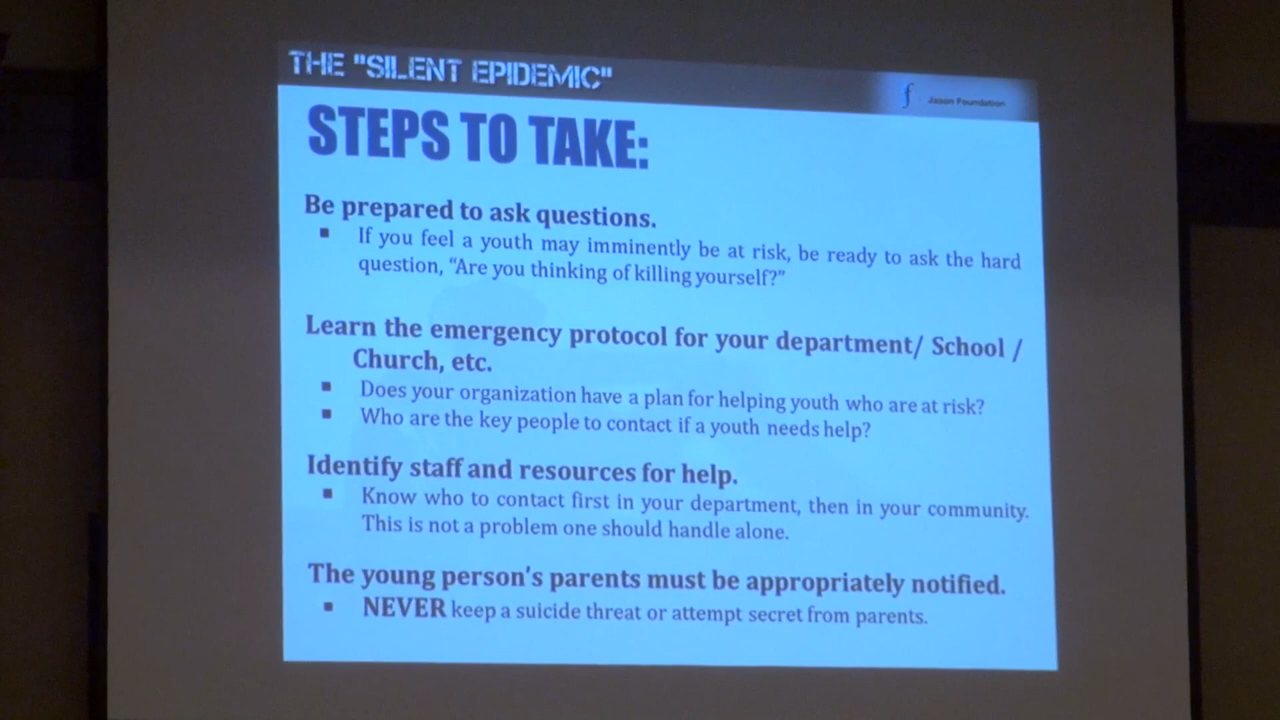 THE "SILENT EPIDEMIC"
Jason Foundation
STEPS TO TAKE:
Be prepared to ask questions.
▪ If you feel a youth may imminently be at risk, be ready to ask the hard
question, “Are you thinking of killing yourself?”
Learn the emergency protocol for your department/ School /
Church, etc.
▪ Does your organization have a plan for helping youth who are at risk?
▪ Who are the key people to contact if a youth needs help?
Identify staff and resources for help.
▪ Know who to contact first in your department, then in your community.
This is not a problem one should handle alone.
The young person’s parents must be appropriately notified.
▪ NEVER keep a suicide threat or attempt secret from parents.